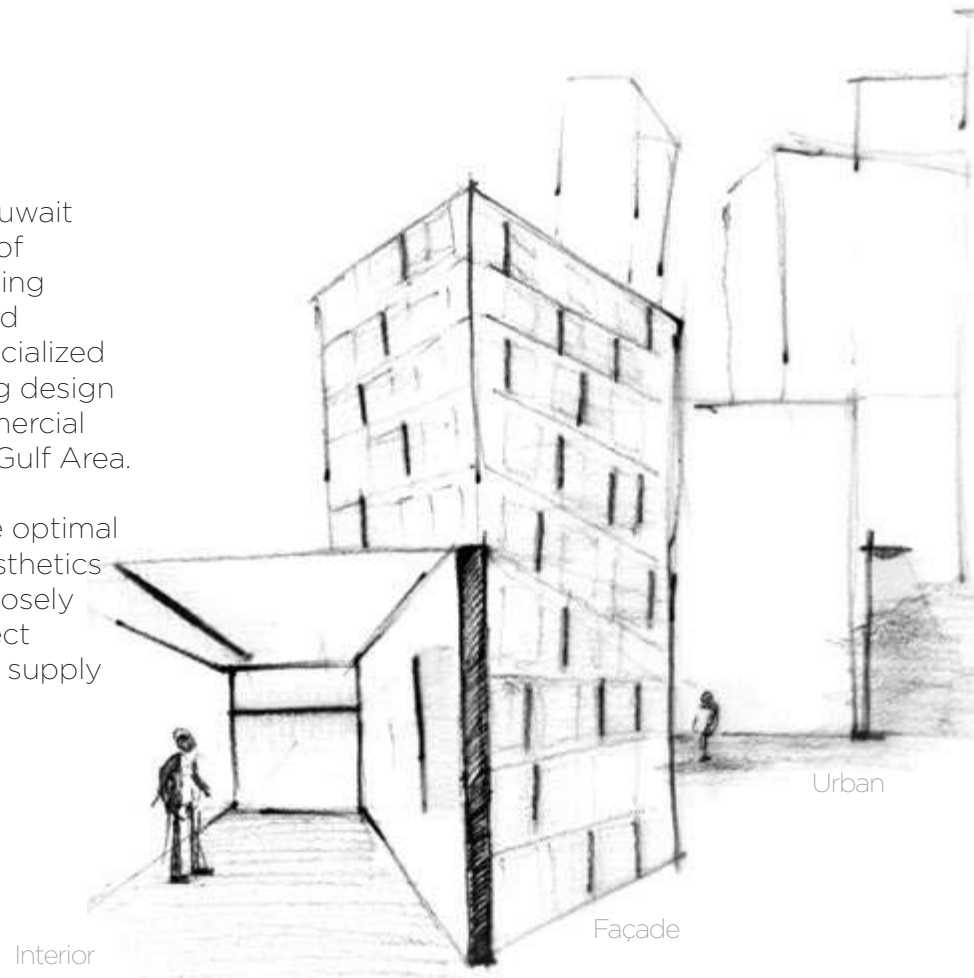 uwait
of
ing
d
cialized
g design
mercial
Gulf Area.
e optimal
sthetics
osely
ect
supply
Urban
Façade
Interior